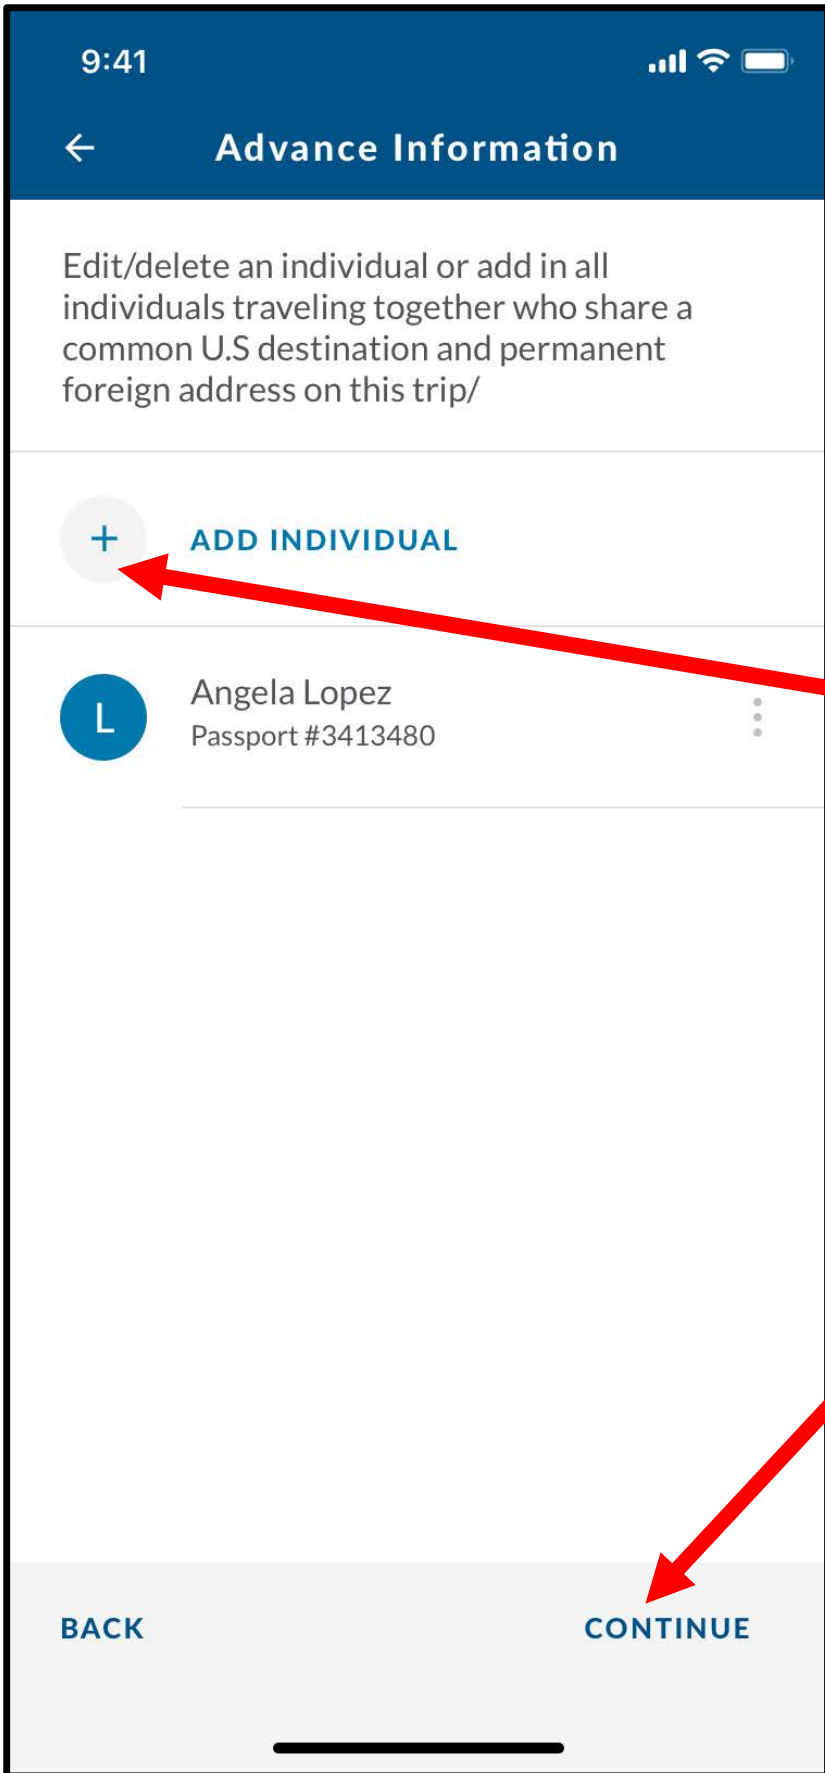 9:41
Advance Information
Edit/delete an individual or add in all
individuals traveling together who share a
common U.S destination and permanent
foreign address on this trip/
+ ADD INDIVIDUAL
L
Angela Lopez
Passport #3413480
BACK CONTINUE